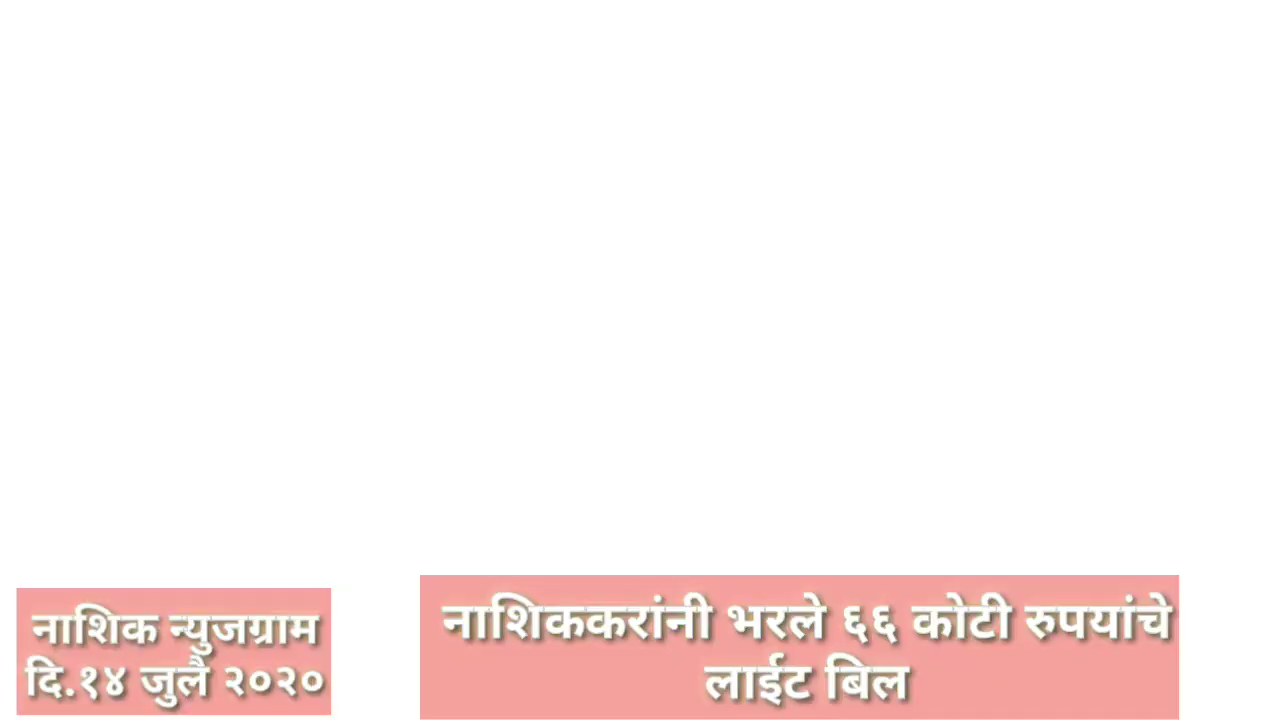 नाशिक न्युजग्राम
दि.१४ जुलै २०२०
नाशिककरांनी भरले ६६ कोटी रुपयांचे
लाईट बिल